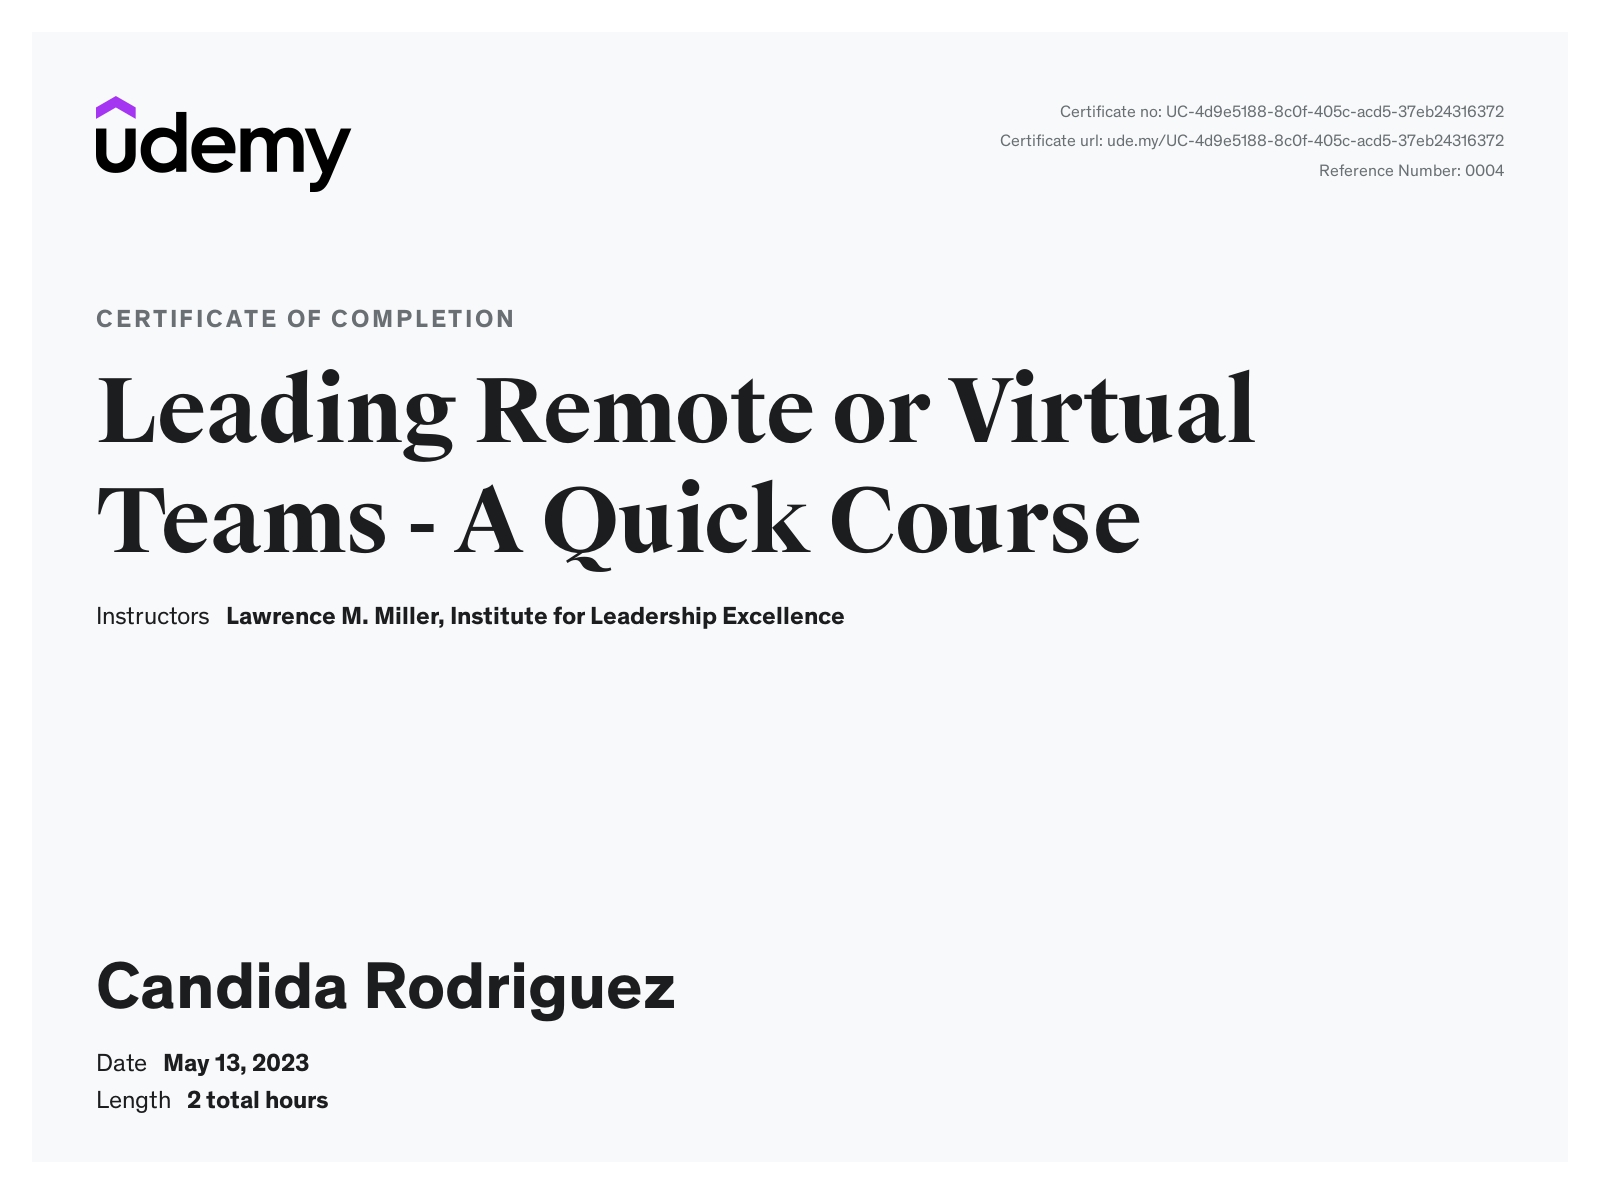 udemy
Certificate no: UC-4d9e5188-8c0f-405c-acd5-37eb24316372
Certificate url: ude.my/UC-4d9e5188-8c0f-405c-acd5-37eb24316372
Reference Number: 0004
CERTIFICATE OF COMPLETION
Leading Remote or Virtual
Teams - A Quick Course
Instructors Lawrence M. Miller, Institute for Leadership Excellence
Candida Rodriguez
Date May 13, 2023
Length 2 total hours